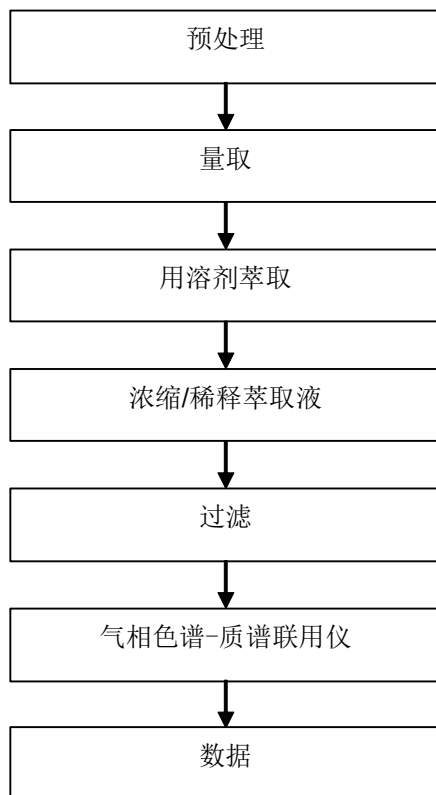 预处理
量取
用溶剂萃取
浓缩/稀释萃取液
过滤
气相色谱-质谱联用仪
数据